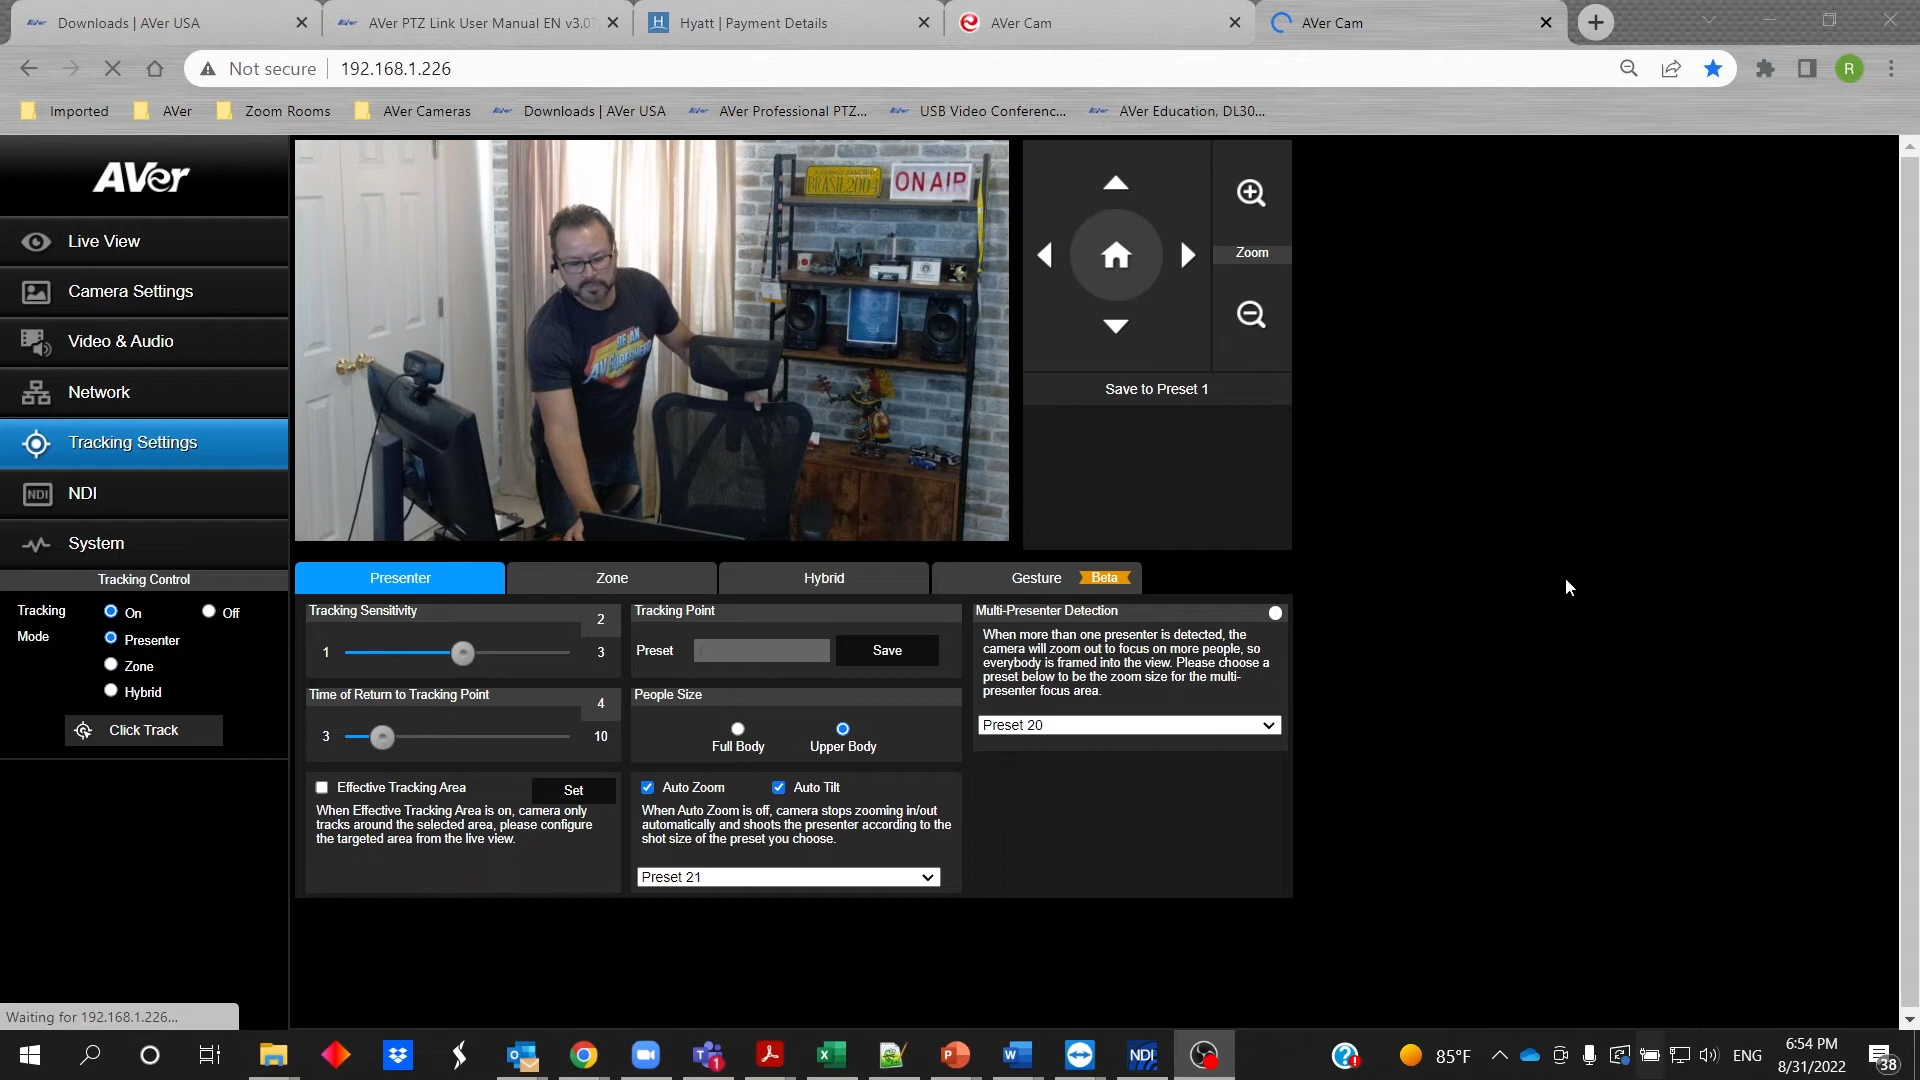 Downloads | AVer USA
AVer PTZ Link User Manual EN v3.07
Hyatt | Payment Details
AVer Cam
AVer Cam
Not secure
192.168.1.226
R
Imported
AVer
Zoom Rooms
AVer Cameras
Downloads | AVer USA
AVer Professional PTZ...
USB Video Conferenc...
AVer Education, DL30...
AVer
Live View
Camera Settings
Video & Audio
Network
Tracking Settings
NDI
NDI
System
Tracking Control
Tracking
On
Off
Mode
Presenter
Zone
Hybrid
Click Track
BRASIL2004
ON AIR
BE AN
AV SUPERHERO
Zoom
Save to Preset 1
Presenter
Zone
Hybrid
Gesture
Beta
Tracking Sensitivity
2
1
3
Time of Return to Tracking Point
4
3
10
Effective Tracking Area
Set
When Effective Tracking Area is on, camera only
tracks around the selected area, please configure
the targeted area from the live view.
Tracking Point
Preset
1
Save
People Size
Full Body
Upper Body
Auto Zoom
Auto Tilt
When Auto Zoom is off, camera stops zooming in/out
automatically and shoots the presenter according to the
shot size of the preset you choose.
Preset 21
Multi-Presenter Detection
When more than one presenter is detected, the
camera will zoom out to focus on more people, so
everybody is framed into the view. Please choose a
preset below to be the zoom size for the multi-
presenter focus area.
Preset 20
Waiting for 192.168.1.226...
NDI
1
85°F
ENG
6:54 PM
8/31/2022
38